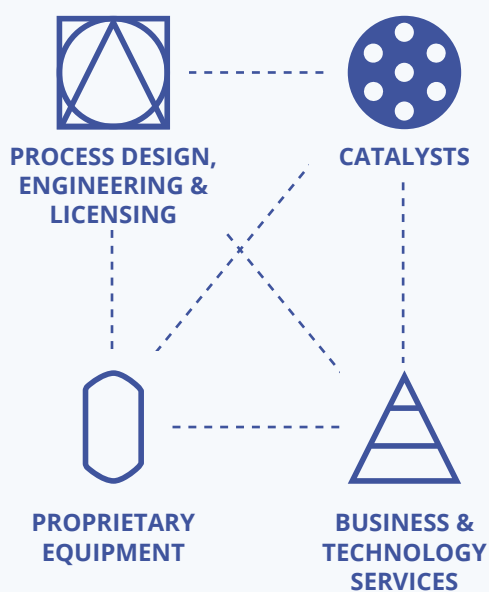 PROCESS DESIGN,
ENGINEERING &
LICENSING
CATALYSTS
PROPRIETARY
EQUIPMENT
BUSINESS &
TECHNOLOGY
SERVICES